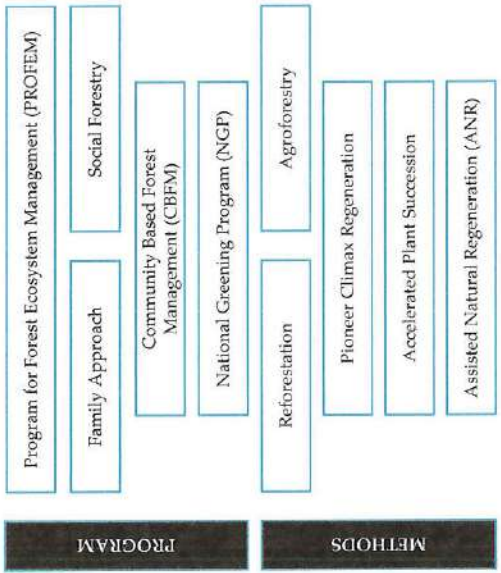 PROGRAM
Program for Forest Ecosystem Management (PROFEM)
Family Approach
Social Forestry
Community Based Forest
Management (CBFM)
National Greening Program (NGP)
METHODS
Reforestation
Agroforestry
Pioneer Climax Regeneration
Accelerated Plant Succession
Assisted Natural Regeneration (ANR)